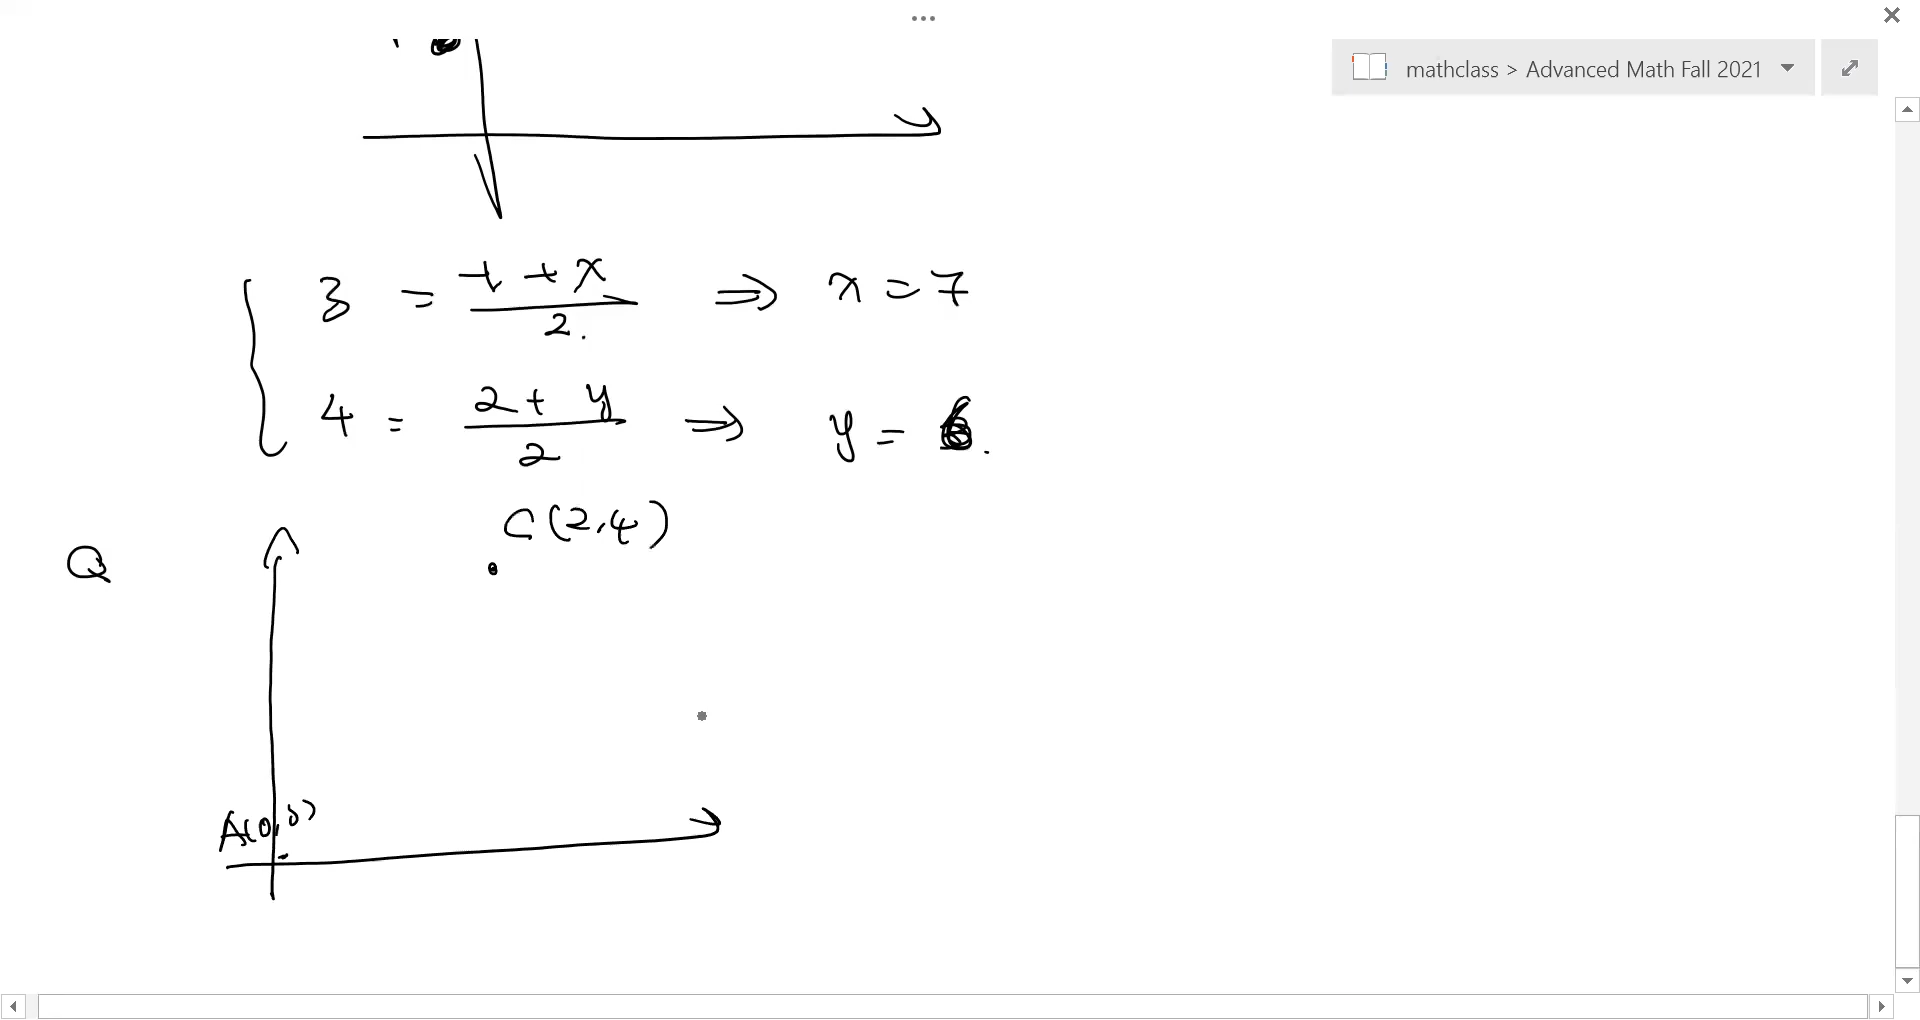 mathclass > Advanced Math Fall 2021
3 = -1 + x / 2. ⇒ x = 7
4 = 2 + y / 2 ⇒ y = 6.
C(2,4)
Q
A(0,0)